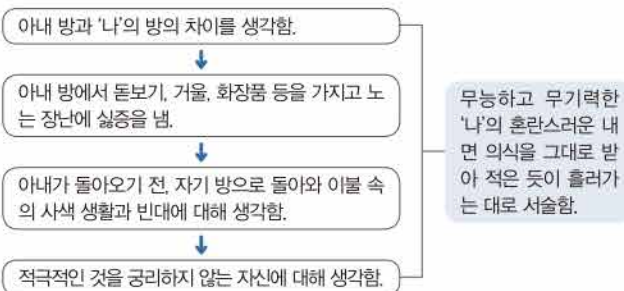 아내 방과 ‘나’의 방의 차이를 생각함.
아내 방에서 돋보기, 거울, 화장품 등을 가지고 노
는 장난에 싫증을 냄.
아내가 돌아오기 전, 자기 방으로 돌아와 이불 속
의 사색 생활과 빈대에 대해 생각함.
적극적인 것을 궁리하지 않는 자신에 대해 생각함.
무능하고 무기력한
‘나’의 혼란스러운 내
면 의식을 그대로 받
아 적은 듯이 흘러가
는 대로 서술함.